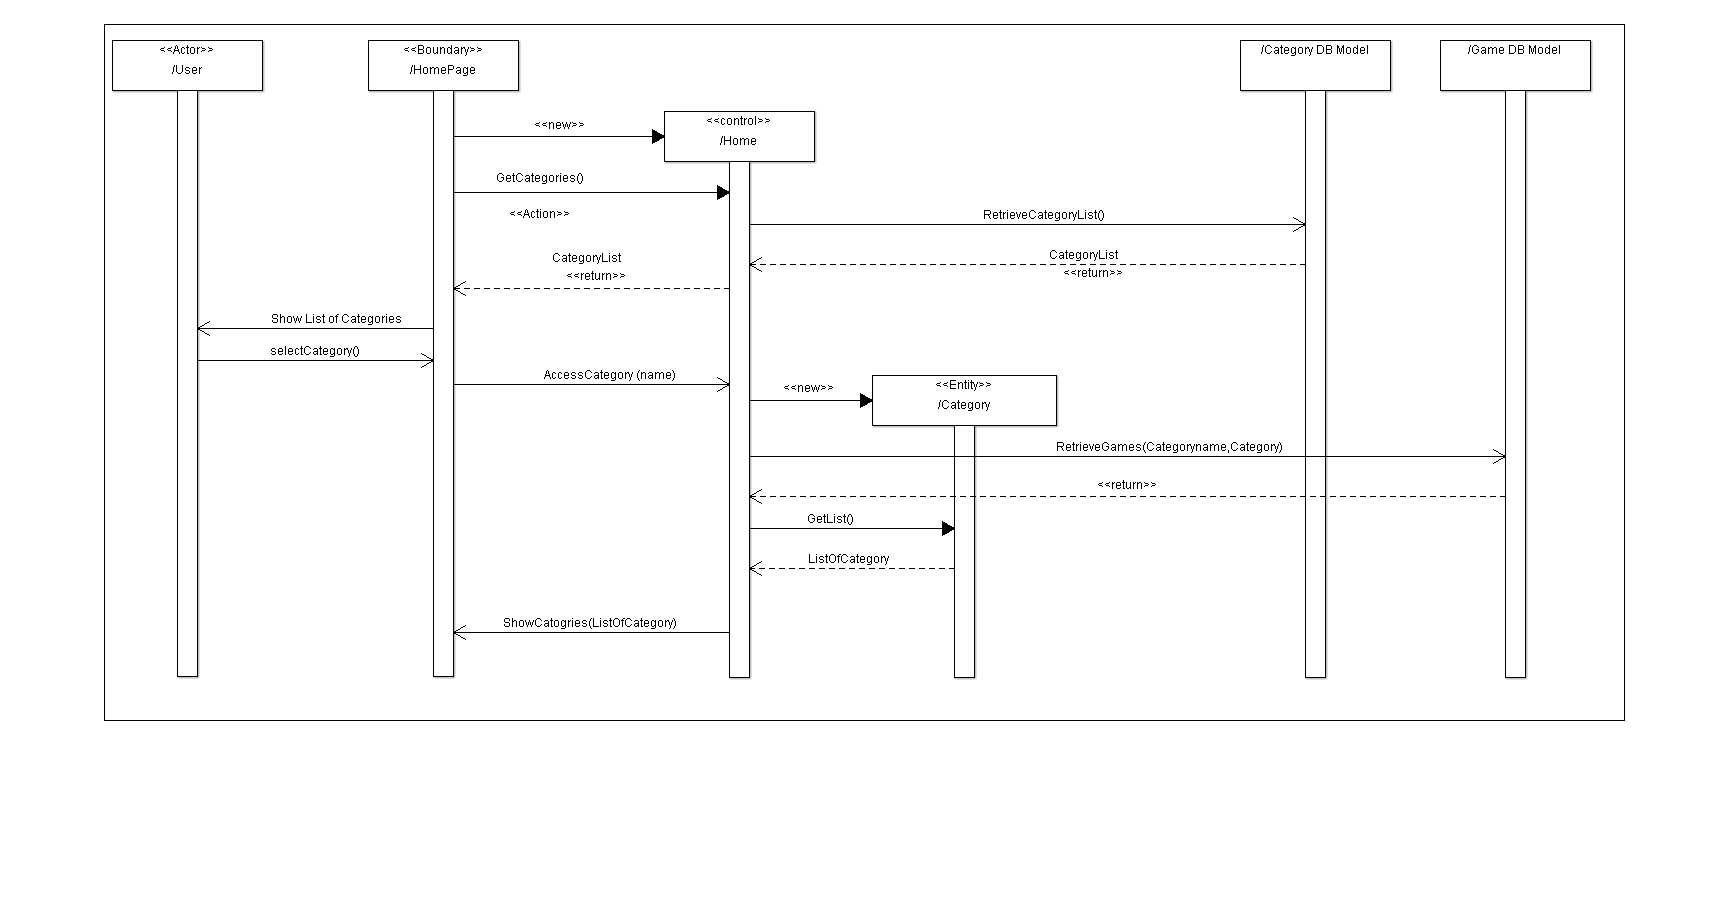 <<Actor>>
/User
<<Boundary>>
/HomePage
/Category DB Model
/Game DB Model
<<new>>
<<control>>
/Home
GetCategories()
<<Action>>
RetrieveCategoryList()
CategoryList
<<return>>
CategoryList
<<return>>
Show List of Categories
selectCategory()
AccessCategory (name)
<<new>>
<<Entity>>
/Category
RetrieveGames(Categoryname,Category)
<<return>>
GetList()
ListOfCategory
ShowCatogries(ListOfCategory)